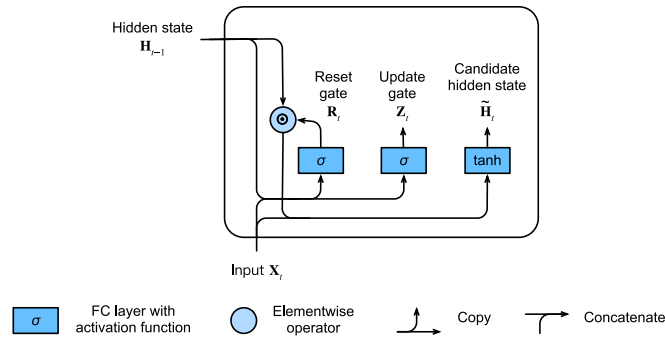 Hidden state
H_{t−1}
Reset
gate
R_t
Update
gate
Z_t
Candidate
hidden state
H̃_t
σ
σ
tanh
Input X_t
σ
FC layer with
activation function
Elementwise
operator
Copy
Concatenate